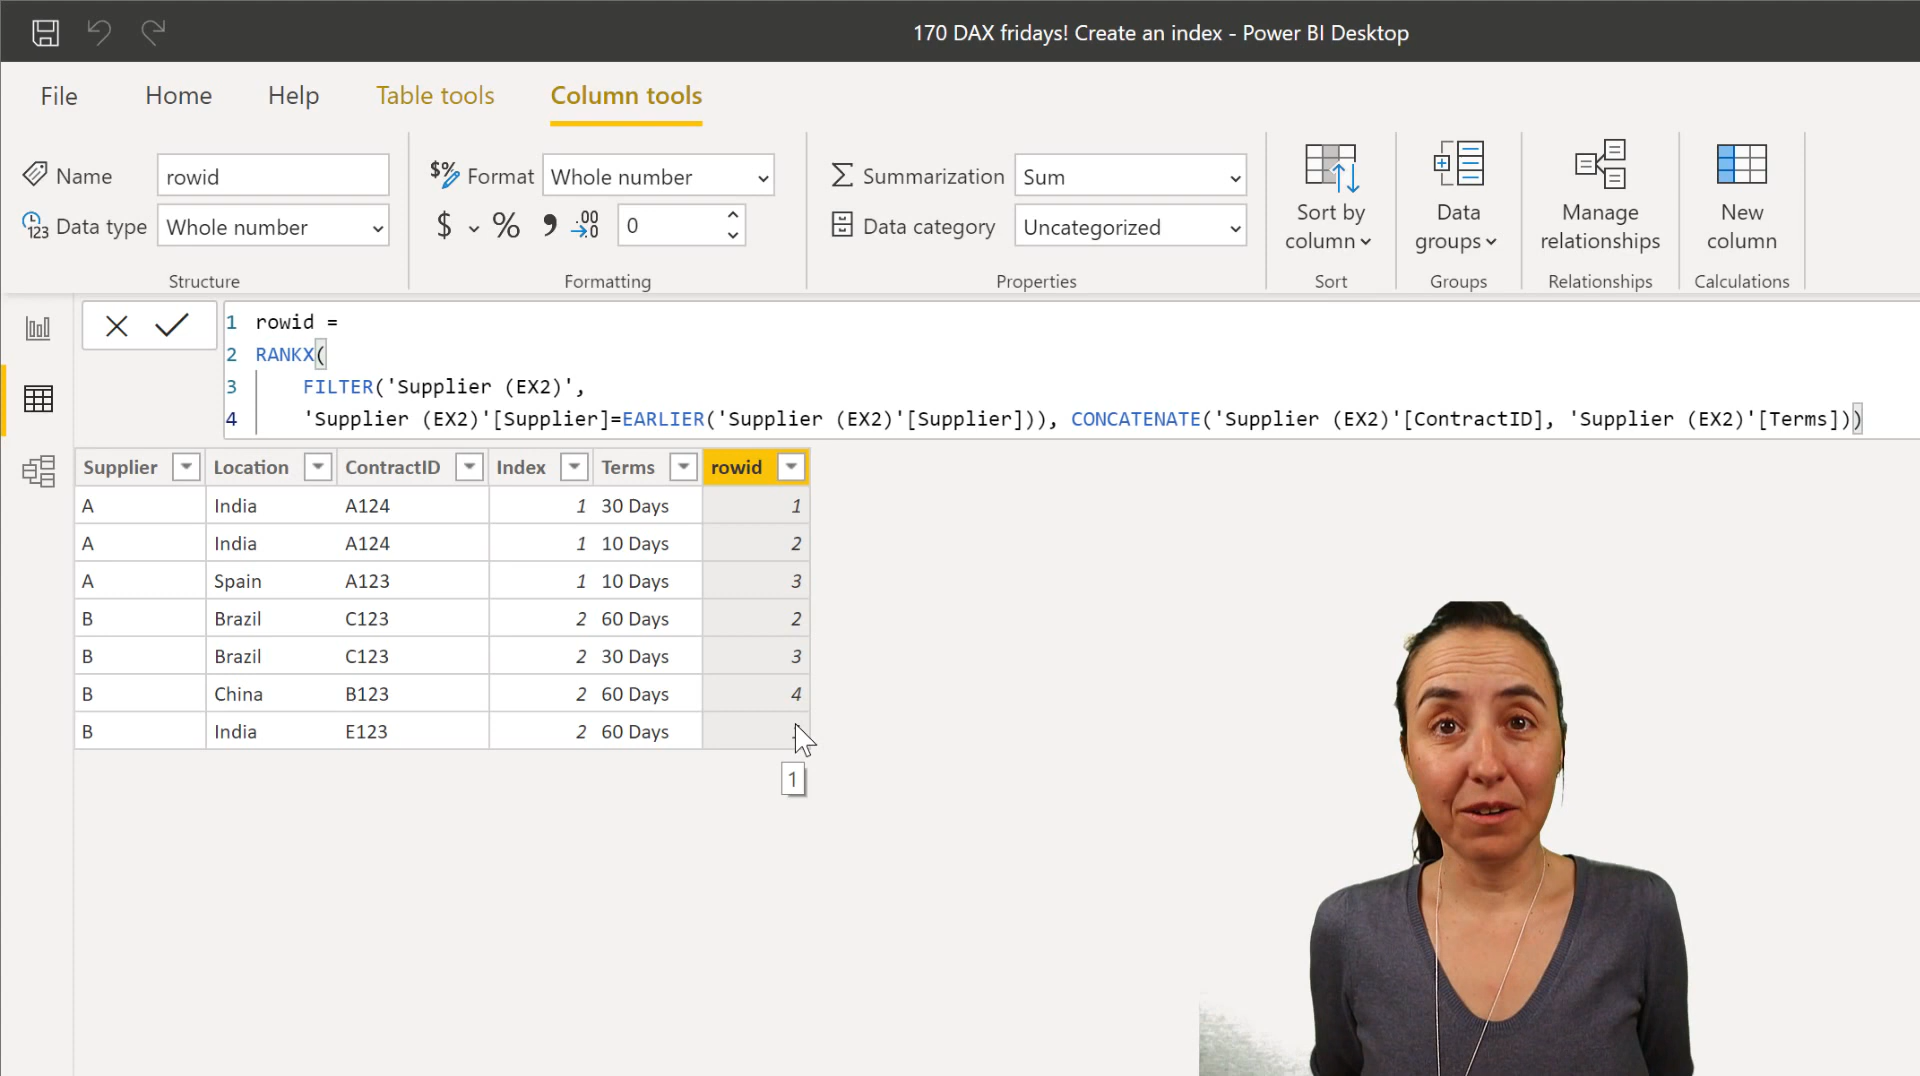 170 DAX fridays! Create an index - Power BI Desktop
File Home Help Table tools Column tools
Name rowid
$% Format Whole number
Summarization Sum
Sort by column
Data groups
Manage relationships
New column
123 Data type Whole number
$ % , .00 .0 0
Data category Uncategorized
Structure Formatting Properties Sort Groups Relationships Calculations
1 rowid =
2 RANKX(
3 FILTER('Supplier (EX2)',
4 'Supplier (EX2)'[Supplier]=EARLIER('Supplier (EX2)'[Supplier])), CONCATENATE('Supplier (EX2)'[ContractID], 'Supplier (EX2)'[Terms]))
Supplier Location ContractID Index Terms rowid
A India A124 1 30 Days 1
A India A124 1 10 Days 2
A Spain A123 1 10 Days 3
B Brazil C123 2 60 Days 2
B Brazil C123 2 30 Days 3
B China B123 2 60 Days 4
B India E123 2 60 Days
1